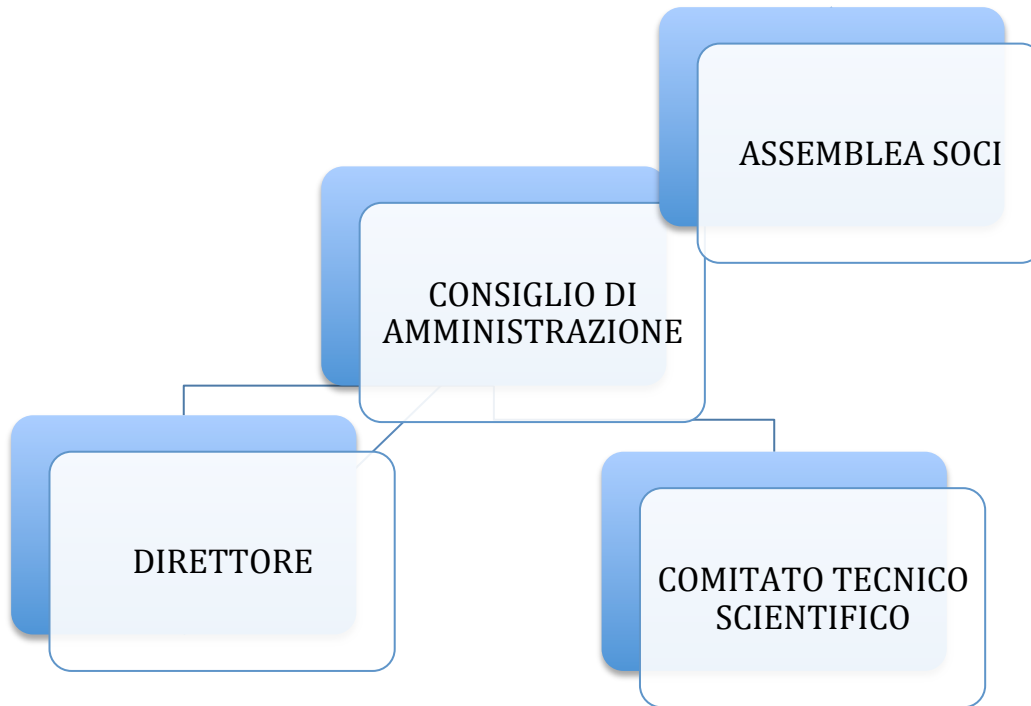 ASSEMBLEA SOCI
CONSIGLIO DI
AMMINISTRAZIONE
DIRETTORE
COMITATO TECNICO
SCIENTIFICO